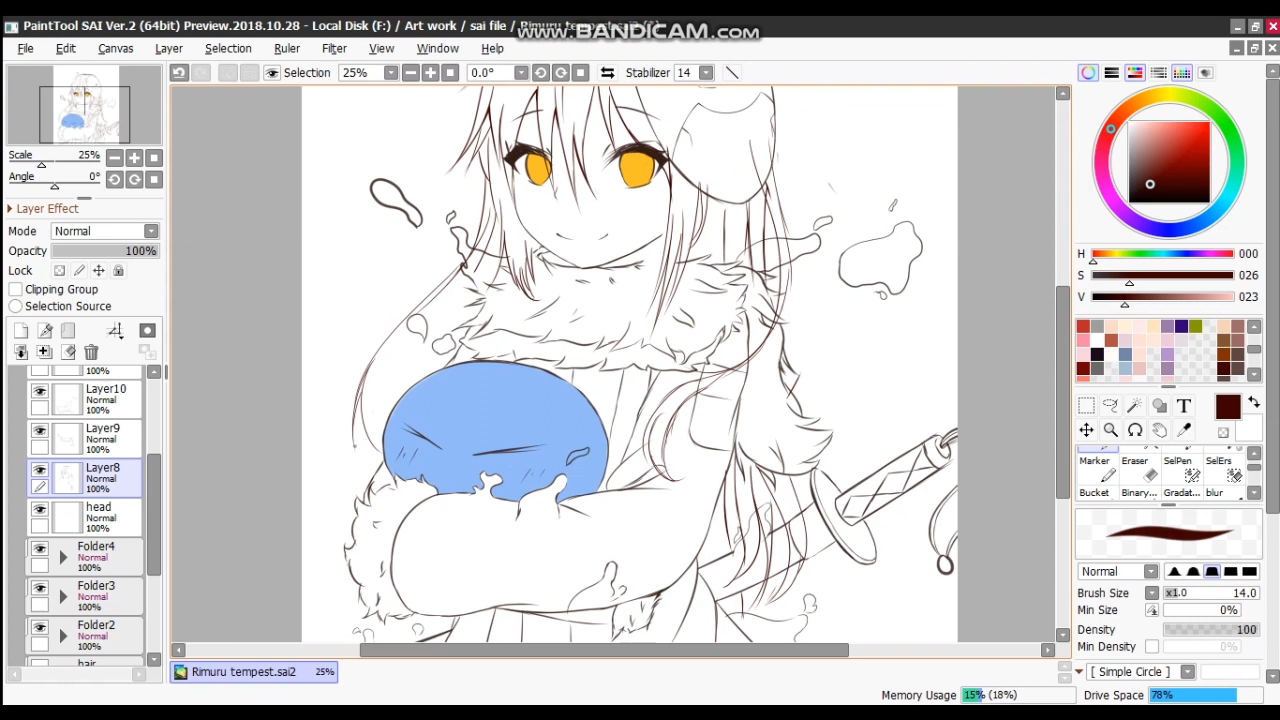 PaintTool SAI Ver.2 (64bit) Preview.2018.10.28 - Local Disk (F:) / Art work / sai file / Rimuru tempest.sai2 (*)
www.BANDICAM.com
File Edit Canvas Layer Selection Ruler Filter View Window Help
Selection 25% 0.0° Stabilizer 14
Scale 25%
Angle 0°
Layer Effect
Mode Normal
Opacity 100%
Lock
Clipping Group
Selection Source
100%
Layer10
Normal
100%
Layer9
Normal
100%
Layer8
Normal
100%
head
Normal
100%
Folder4
Normal
100%
Folder3
Normal
100%
Folder2
Normal
100%
hair
H 000
S 026
V 023
T
Marker Eraser SelPen SelErs
Bucket Binary... Gradat... blur
Normal
Brush Size x1.0 14.0
Min Size 0%
Density 100
Min Density 0%
[ Simple Circle ]
Rimuru tempest.sai2 25%
Memory Usage 15% (18%) Drive Space 78%